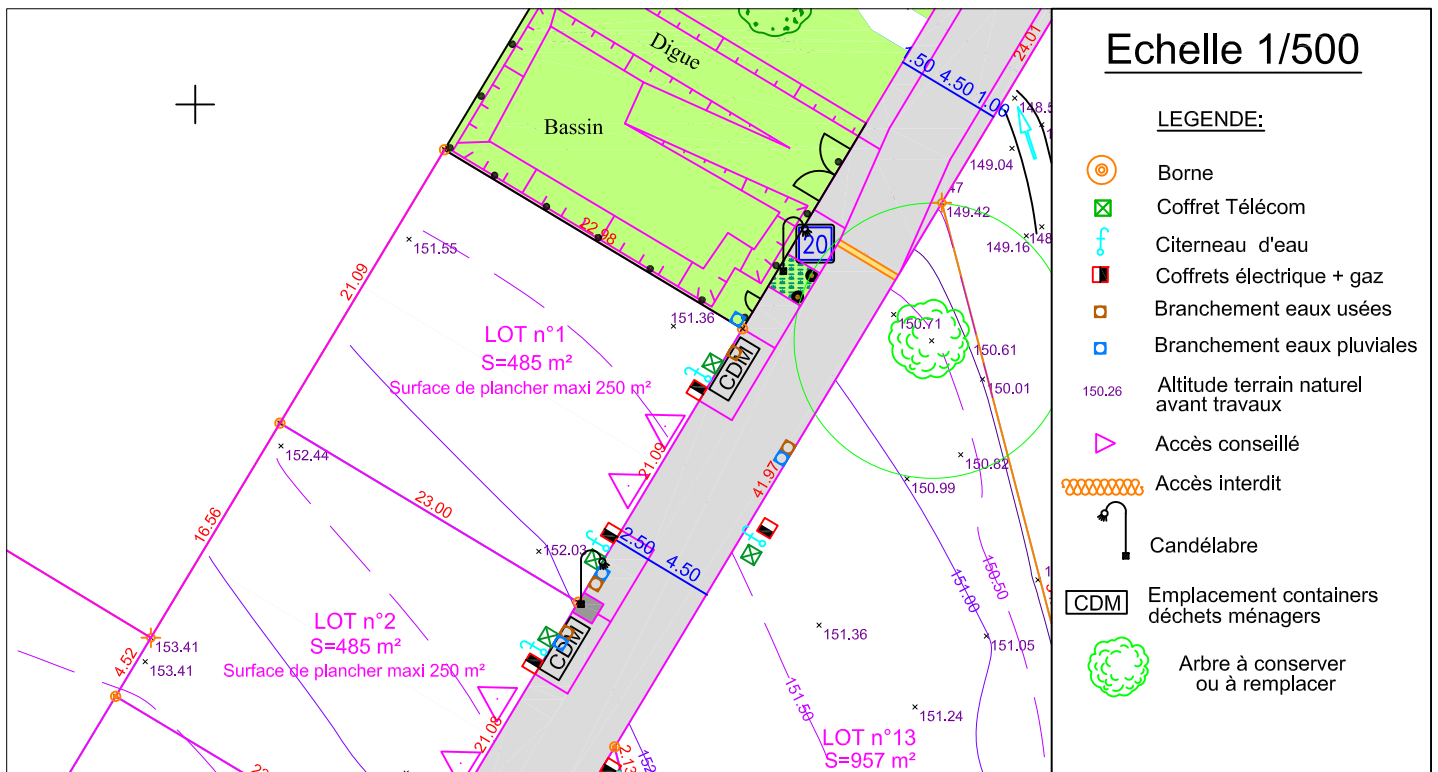 Digue
Bassin
1.50 4.50 1.00
24.01
149.04
47
149.42
149.16
22.98
20
151.55
21.09
151.36
LOT n°1
S=485 m²
Surface de plancher maxi 250 m²
CDM
150.71
150.61
150.01
152.44
21.09
41.97
150.82
150.99
23.00
16.56
152.03
2.50 4.50
150.50
151.00
LOT n°2
S=485 m²
Surface de plancher maxi 250 m²
CDM
153.41
153.41
4.52
151.36
151.05
151.50
151.24
21.08
2.13
LOT n°13
S=957 m²
Echelle 1/500
LEGENDE:
Borne
Coffret Télécom
Citerneau d'eau
Coffrets électrique + gaz
Branchement eaux usées
Branchement eaux pluviales
150.26
Altitude terrain naturel
avant travaux
Accès conseillé
Accès interdit
Candélabre
CDM
Emplacement containers
déchets ménagers
Arbre à conserver
ou à remplacer